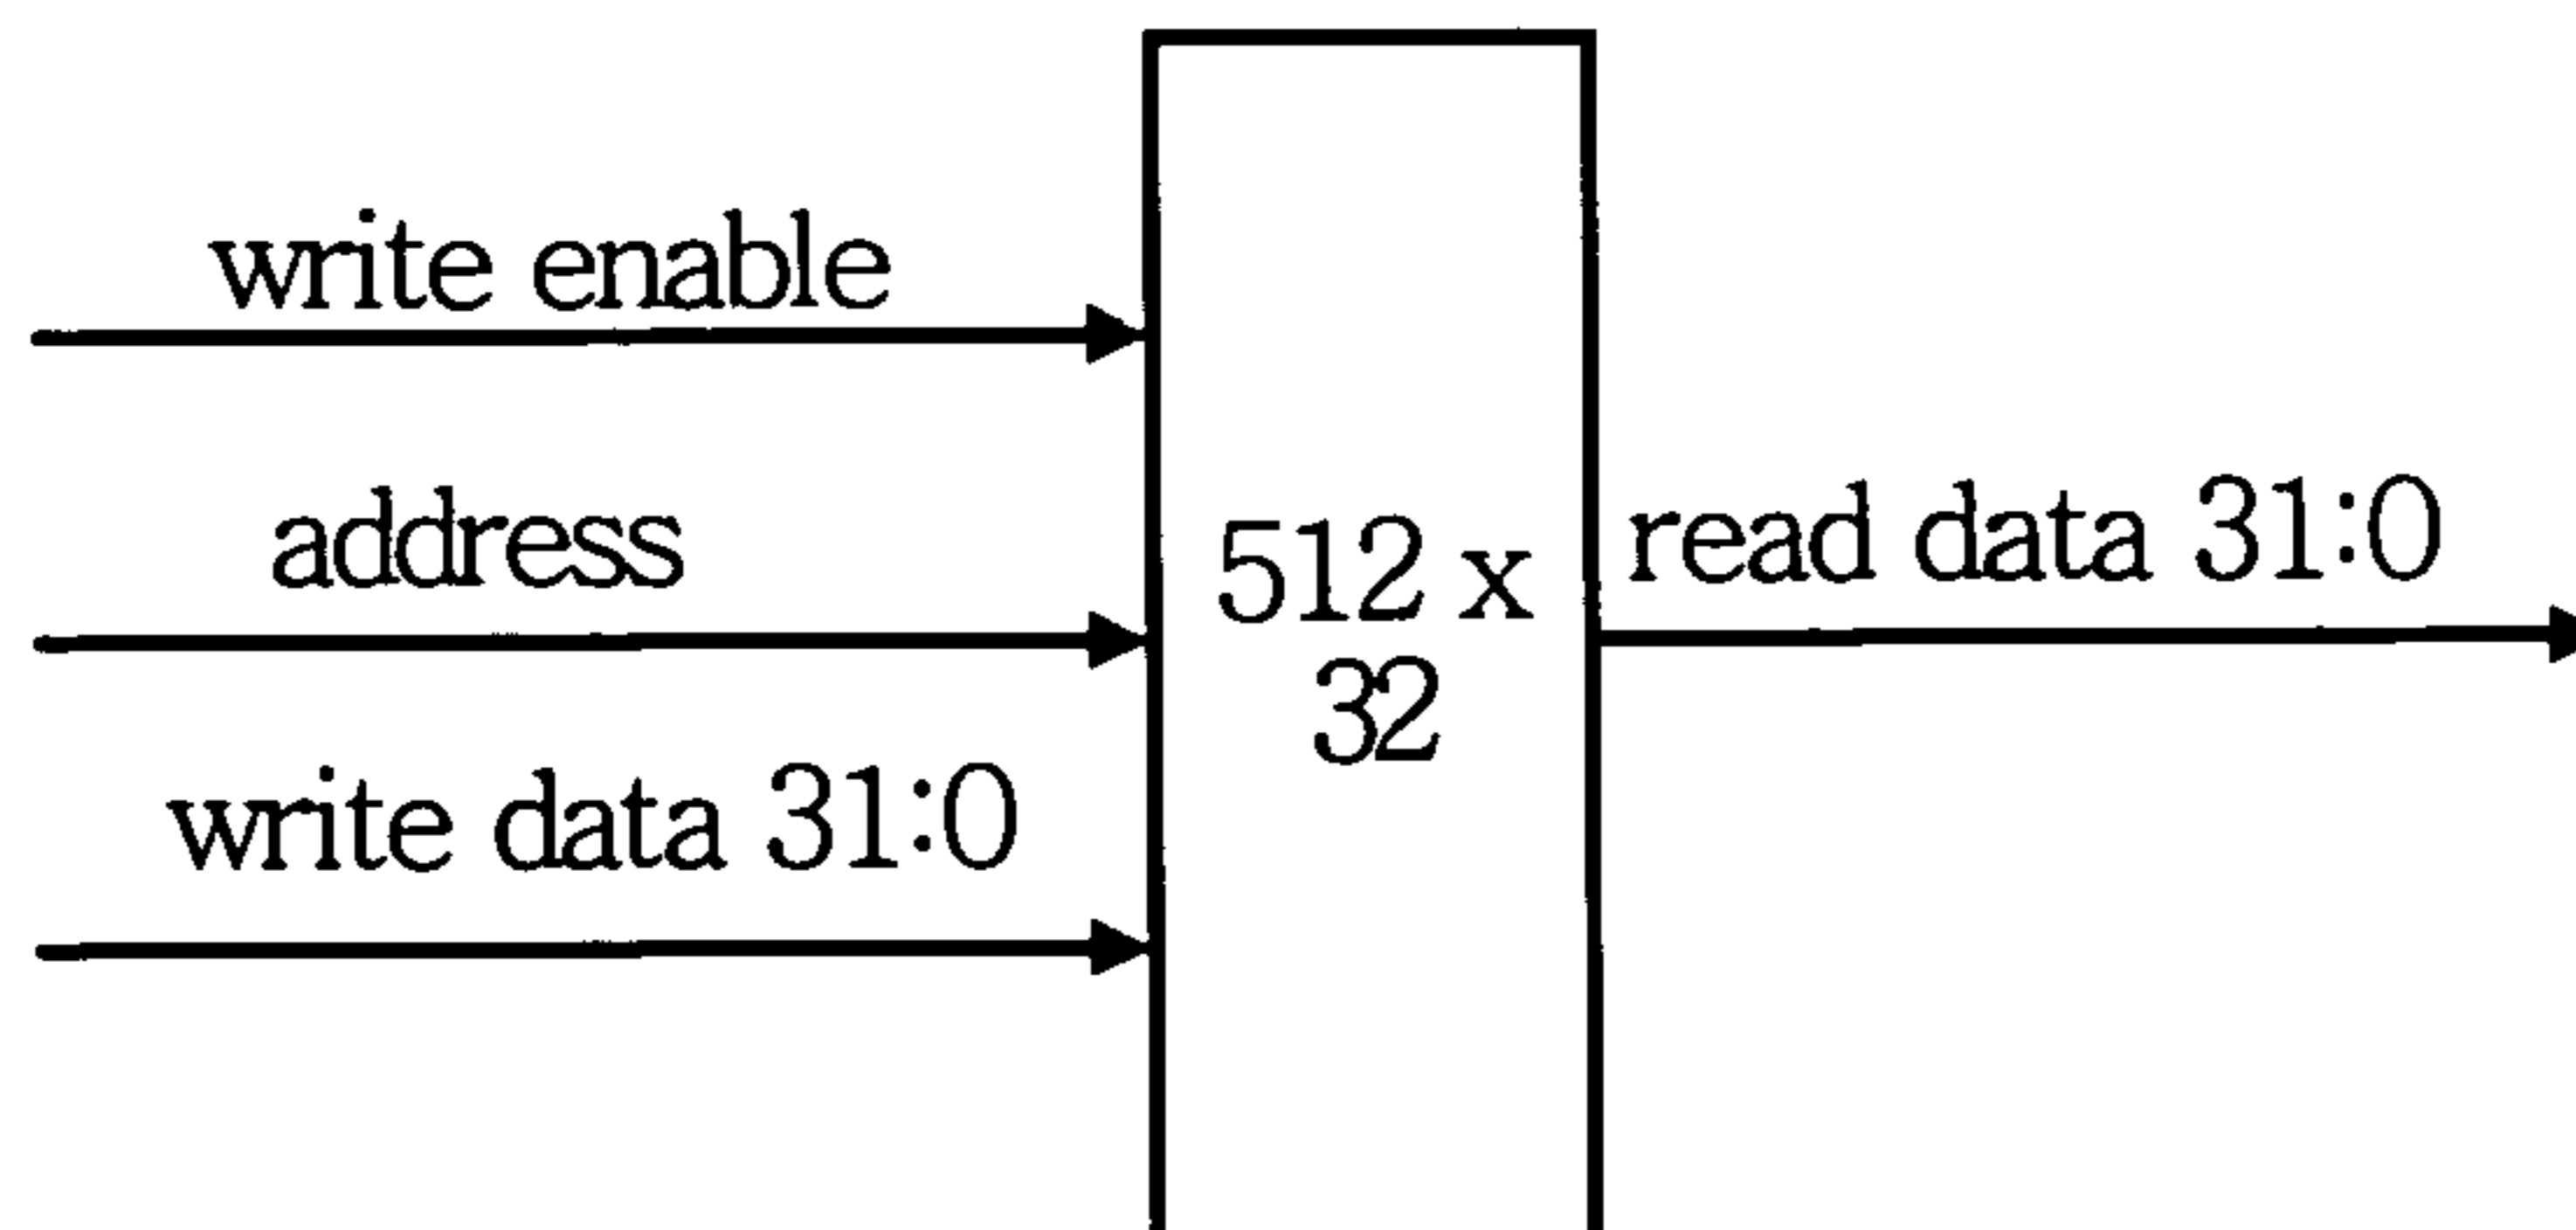 write enable
address
write data 31:0
512 x
32
read data 31:0